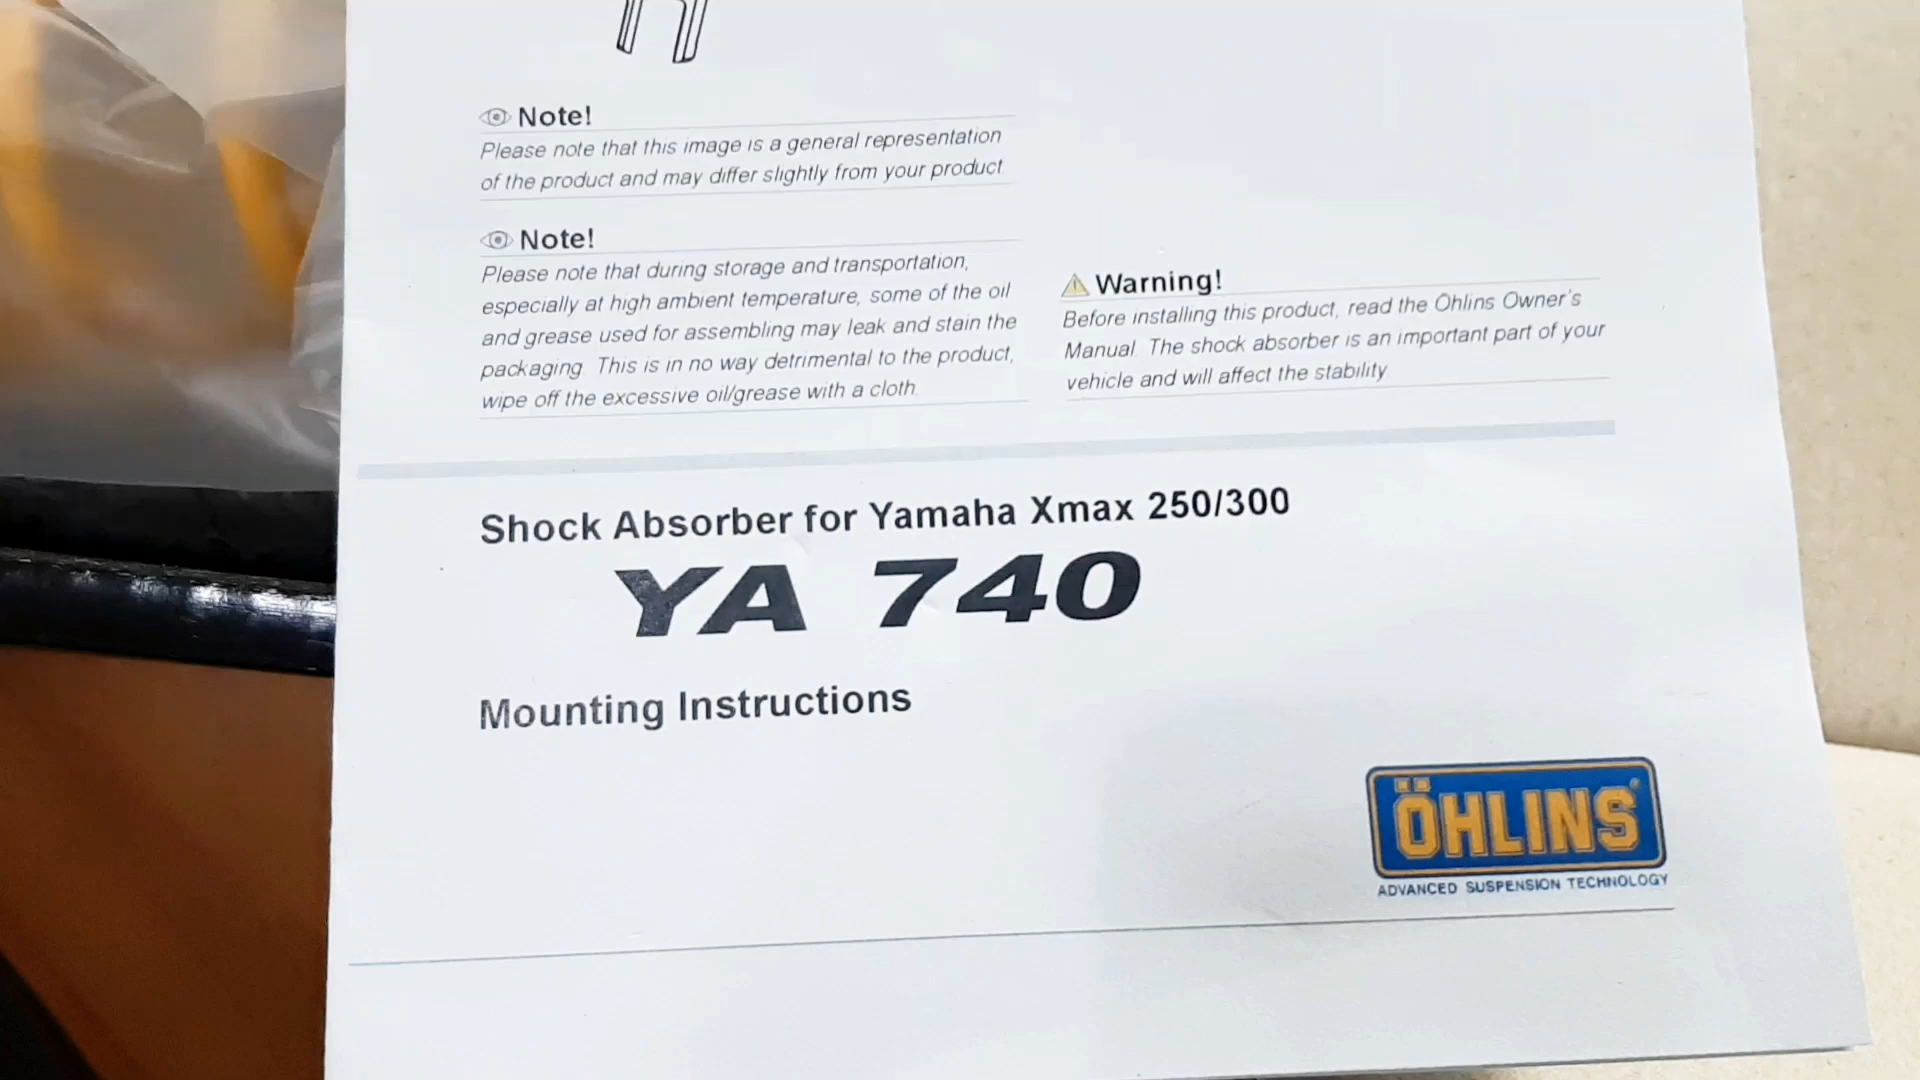 Note!
Please note that this image is a general representation
of the product and may differ slightly from your product.
Note!
Please note that during storage and transportation,
especially at high ambient temperature, some of the oil
and grease used for assembling may leak and stain the
packaging. This is in no way detrimental to the product,
wipe off the excessive oil/grease with a cloth.
Warning!
Before installing this product, read the Öhlins Owner's
Manual. The shock absorber is an important part of your
vehicle and will affect the stability.
Shock Absorber for Yamaha Xmax 250/300
YA 740
Mounting Instructions
ÖHLINS
ADVANCED SUSPENSION TECHNOLOGY